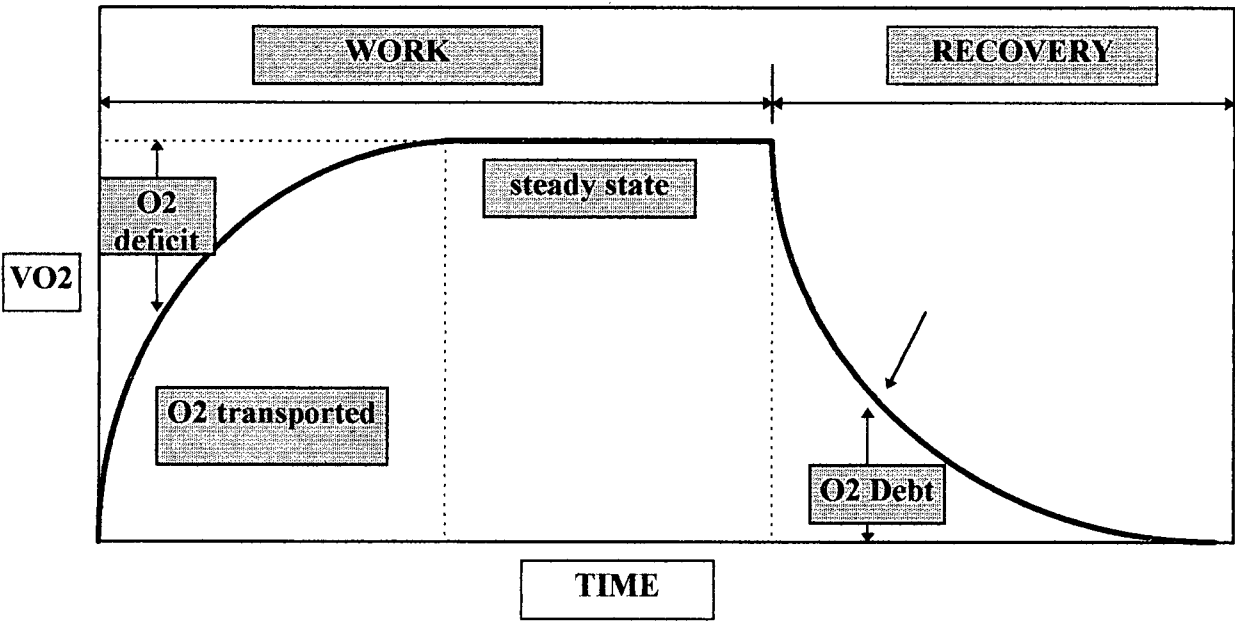 WORK
RECOVERY
steady state
O2
deficit
VO2
O2 transported
O2 Debt
TIME